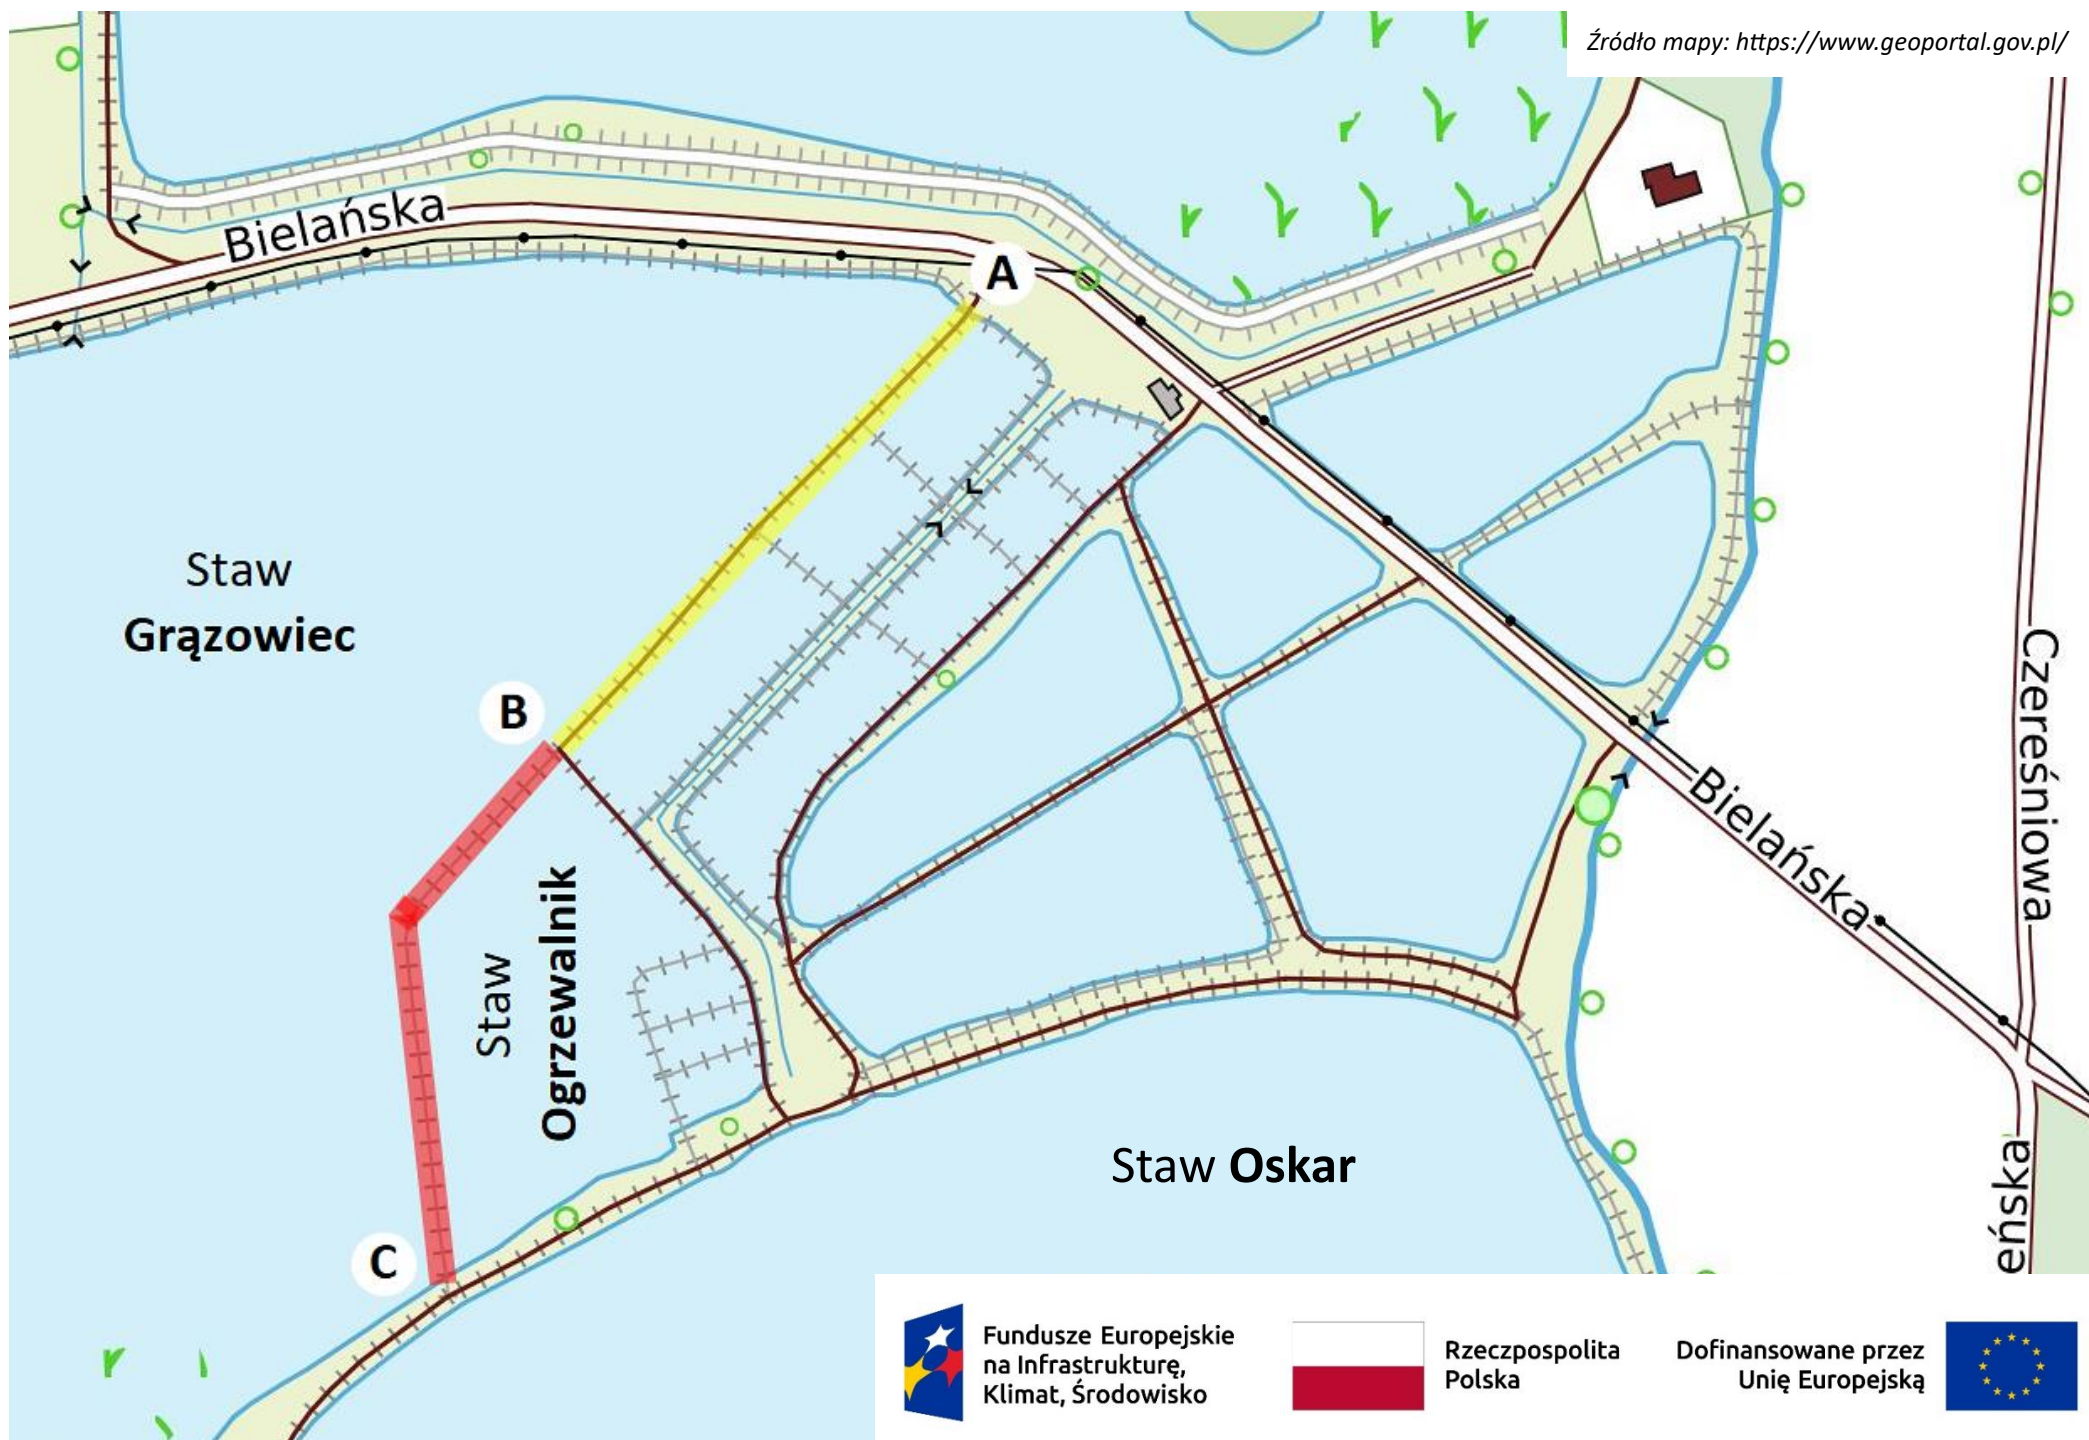 Źródło mapy: https://www.geoportal.gov.pl/
Bielańska
A
Staw
Grązowiec
B
Czereśniowa
Bielańska
Staw
Ogrzewalnik
Staw Oskar
eńska
C
Fundusze Europejskie
na Infrastrukturę,
Klimat, Środowisko
Rzeczpospolita
Polska
Dofinansowane przez
Unię Europejską